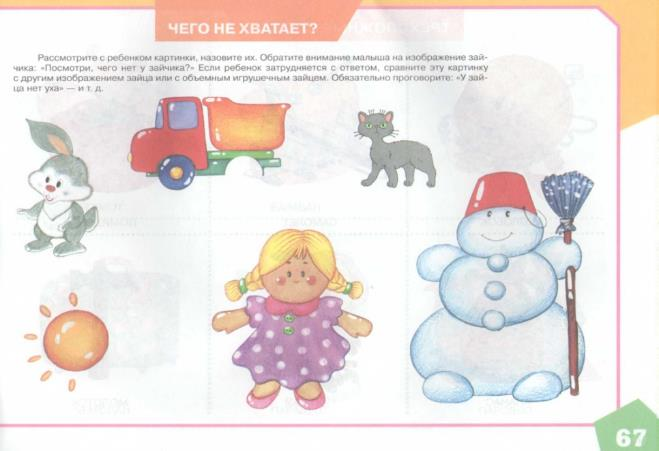 ЧЕГО НЕ ХВАТАЕТ?
Рассмотрите с ребенком картинки, назовите их. Обратите внимание малыша на изображение зай-
чика: «Посмотри, чего нет у зайчика?» Если ребенок затрудняется с ответом, сравните эту картинку
с другим изображением зайца или с объемным игрушечным зайцем. Обязательно проговорите: «У зай-
ца нет уха» — и т. д.
67